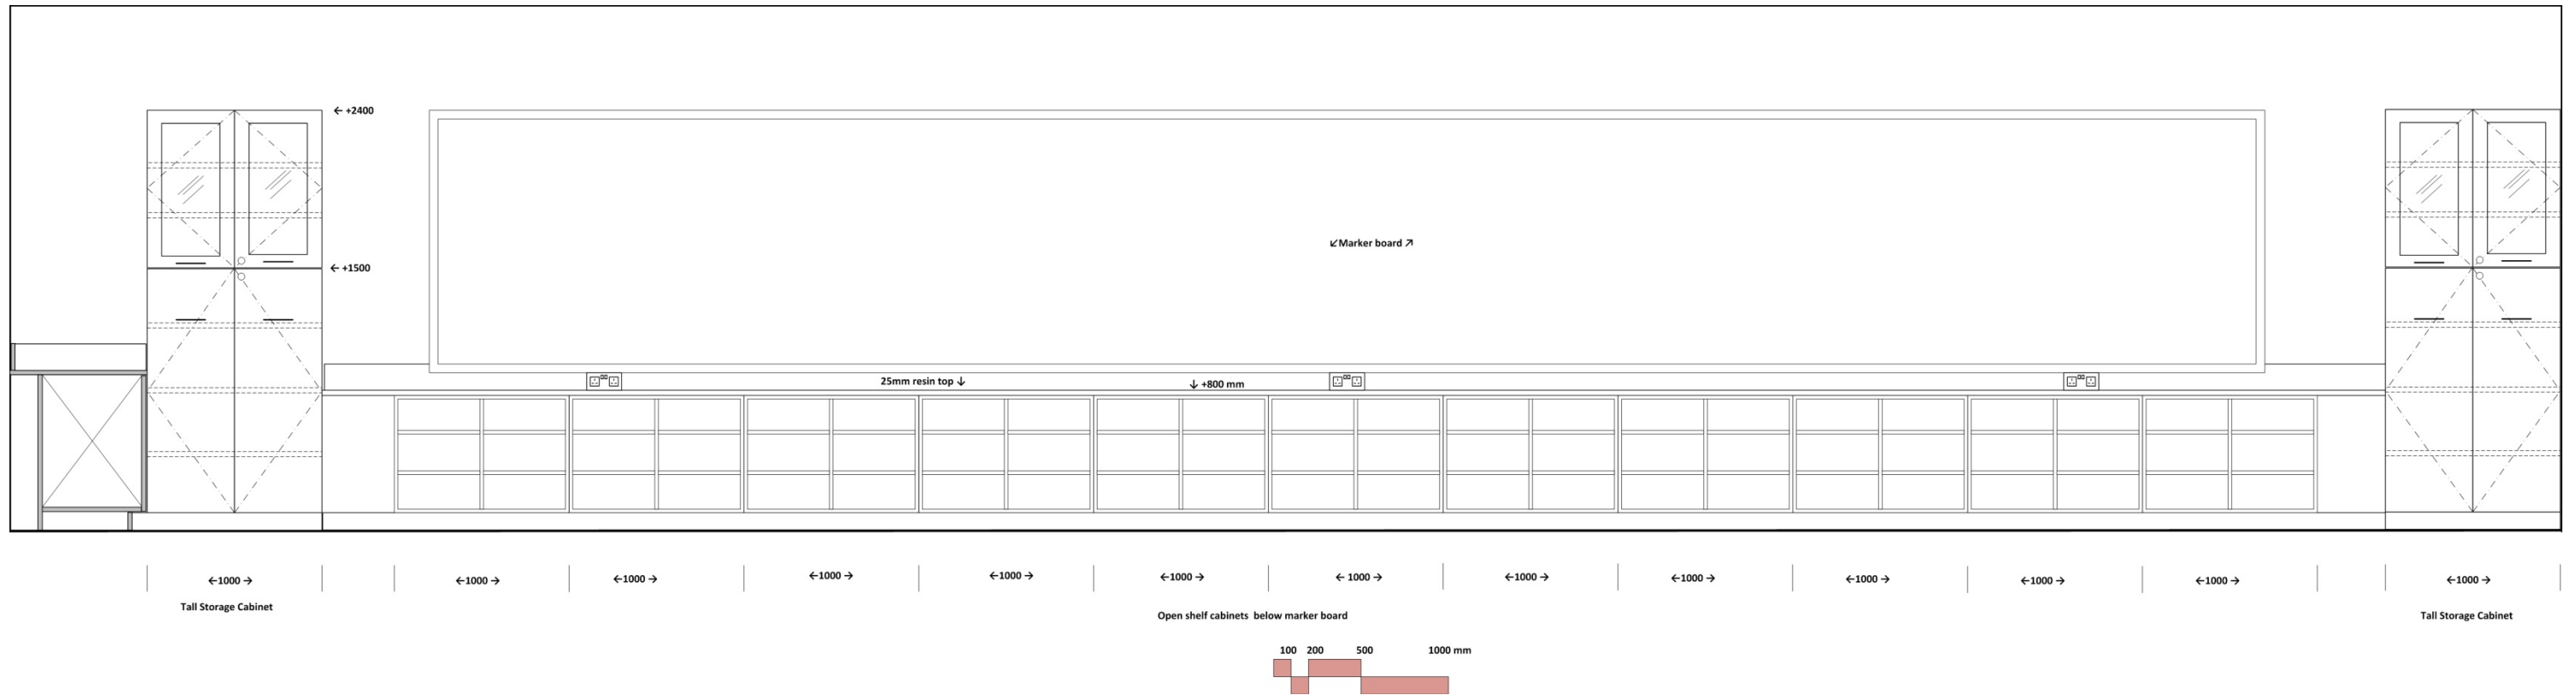 ← +2400
↙Marker board ↗
← +1500
25mm resin top ↓
↓ +800 mm
←1000 →
←1000 →
←1000 →
←1000 →
←1000 →
←1000 →
← 1000 →
←1000 →
←1000 →
←1000 →
←1000 →
←1000 →
←1000 →
Tall Storage Cabinet
Open shelf cabinets below marker board
Tall Storage Cabinet
100 200 500 1000 mm